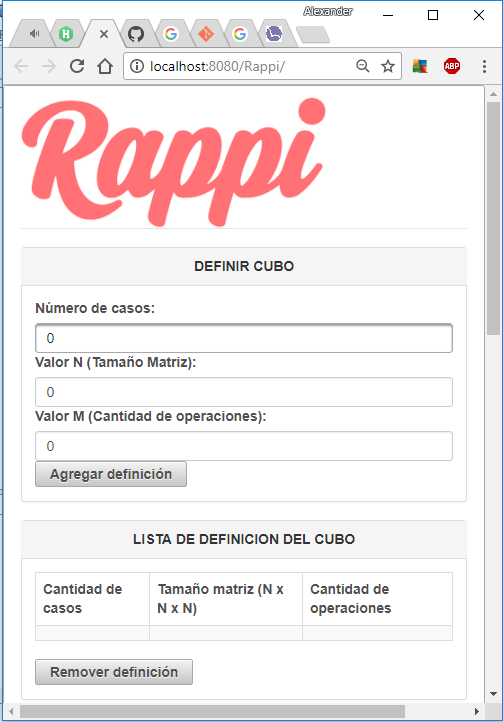 Alexander
localhost:8080/Rappi/
ABP
Rappi
DEFINIR CUBO
Número de casos:
0
Valor N (Tamaño Matriz):
0
Valor M (Cantidad de operaciones):
0
Agregar definición
LISTA DE DEFINICION DEL CUBO
Cantidad de casos
Tamaño matriz (N x N x N)
Cantidad de operaciones
Remover definición